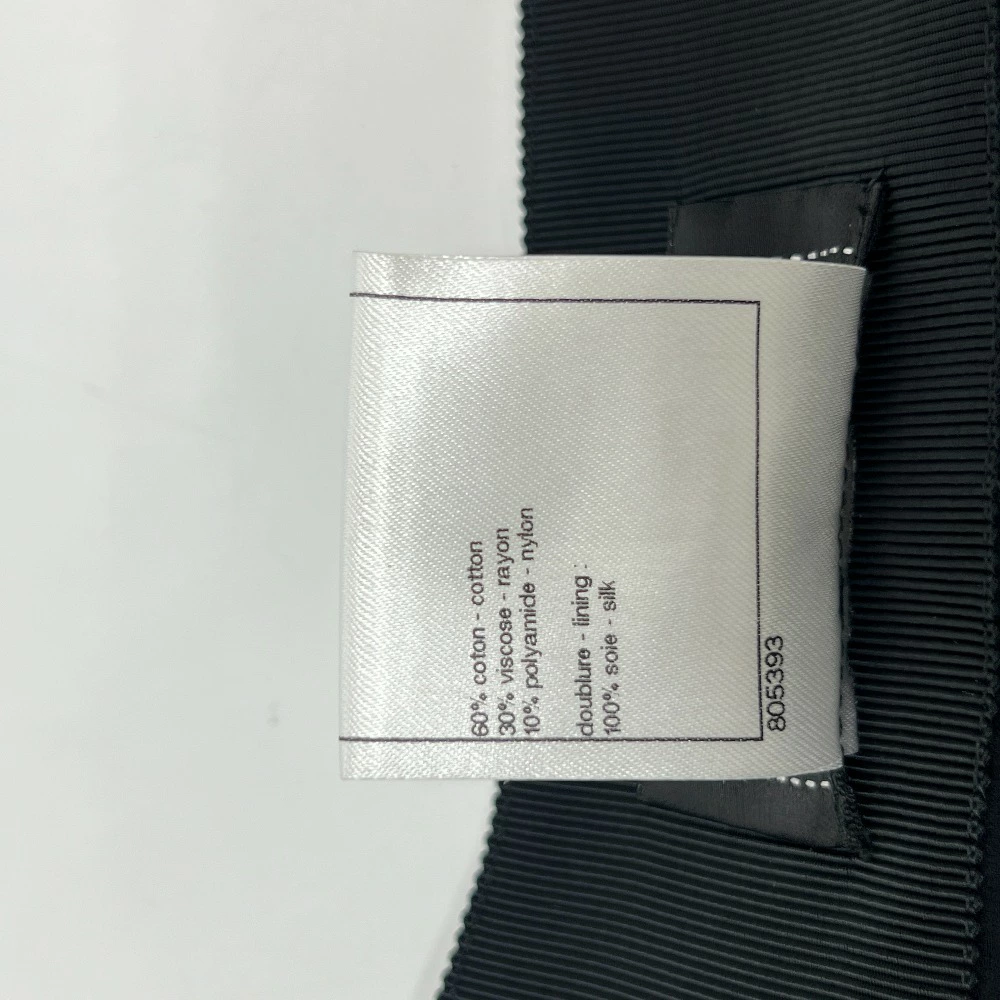 60% coton - cotton
30% viscose - rayon
10% polyamide - nylon
doublure - lining :
100% soie - silk
805393